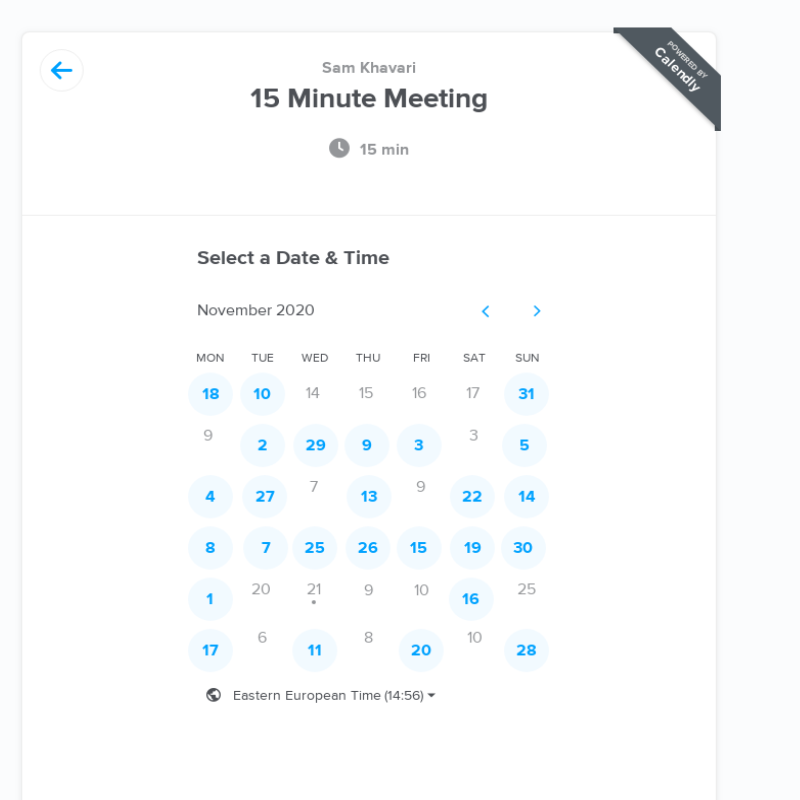 POWERED BY
Calendly
Sam Khavari
15 Minute Meeting
15 min
Select a Date & Time
November 2020
MON TUE WED THU FRI SAT SUN
18 10 14 15 16 17 31
9 2 29 9 3 3 5
4 27 7 13 9 22 14
8 7 25 26 15 19 30
1 20 21 9 10 16 25
17 6 11 8 20 10 28
Eastern European Time (14:56)